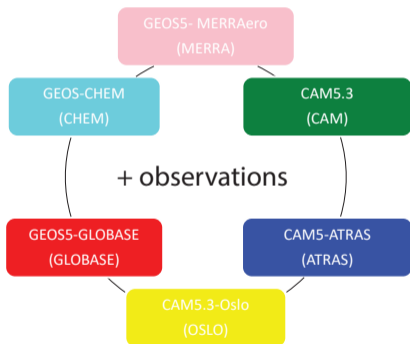 GEOS5- MERRAero
(MERRA)
GEOS-CHEM
(CHEM)
CAM5.3
(CAM)
+ observations
GEOS5-GLOBASE
(GLOBASE)
CAM5-ATRAS
(ATRAS)
CAM5.3-Oslo
(OSLO)